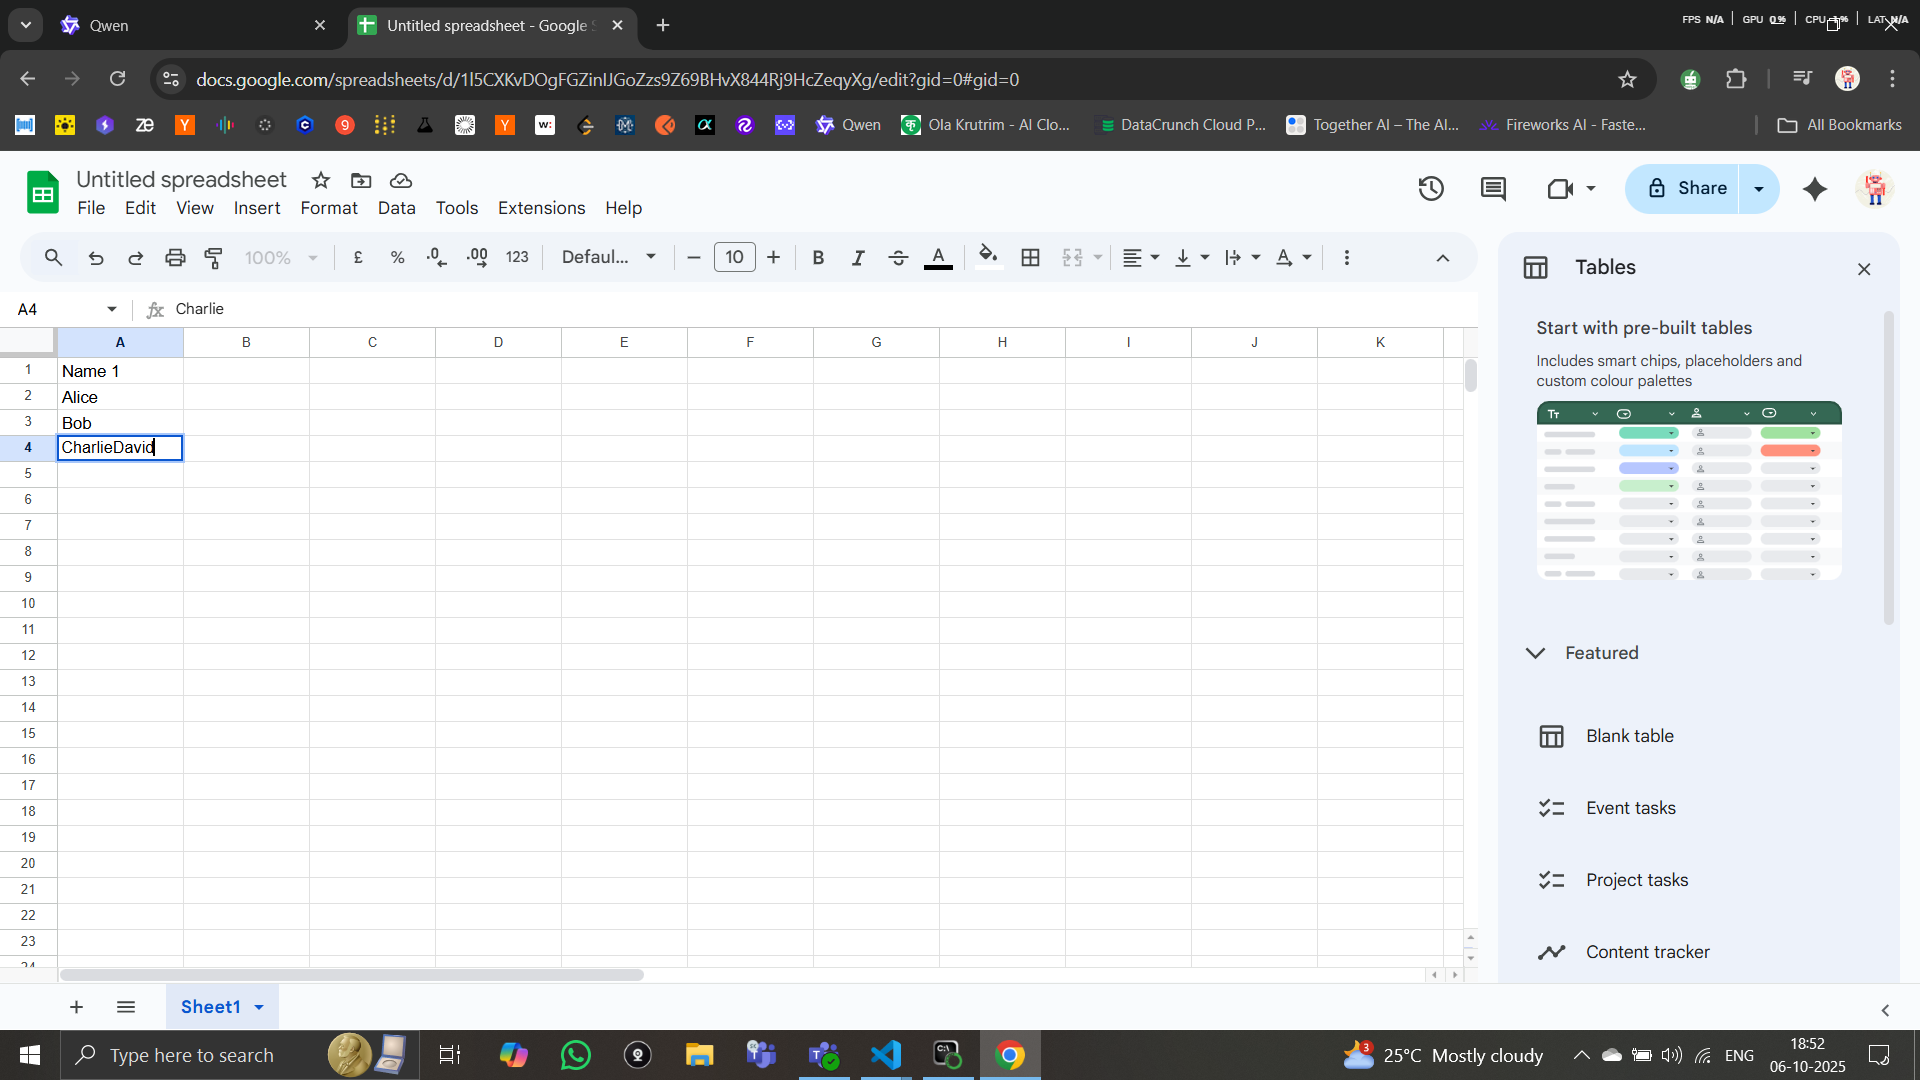 Qwen
Untitled spreadsheet - Google S
FPS N/A GPU 0% CPU LAT N/A
docs.google.com/spreadsheets/d/1l5CXKvDOgFGZinIJGoZzs9Z69BHvX844Rj9HcZeqyXg/edit?gid=0#gid=0
Qwen
Ola Krutrim - AI Clo...
DataCrunch Cloud P...
Together AI – The AI...
Fireworks AI - Faste...
All Bookmarks
Untitled spreadsheet
Share
File Edit View Insert Format Data Tools Extensions Help
100% £ % .0 .00 123 Defaul... 10 B I A
A4 fx Charlie
A B C D E F G H I J K
1 Name 1
2 Alice
3 Bob
4 CharlieDavid
5
6
7
8
9
10
11
12
13
14
15
16
17
18
19
20
21
22
23
24
Tables
Start with pre-built tables
Includes smart chips, placeholders and
custom colour palettes
Tт
Featured
Blank table
Event tasks
Project tasks
Content tracker
Sheet1
Type here to search
3
25°C Mostly cloudy
ENG
18:52
06-10-2025